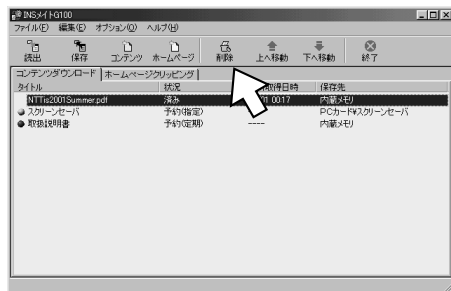 INSメイトG100
ファイル(F) 編集(E) オプション(O) ヘルプ(H)
読出 保存 コンテンツ ホームページ 削除 上へ移動 下へ移動 終了
コンテンツダウンロード ホームページクリッピング
タイトル 状況 取得日時 保存先
NTTis2001Summer.pdf 済み 01 00:17 内蔵メモリ
スクリーンセーバ 予約(指定) PCカード¥スクリーンセーバ
取扱説明書 予約(定期) ---- 内蔵メモリ